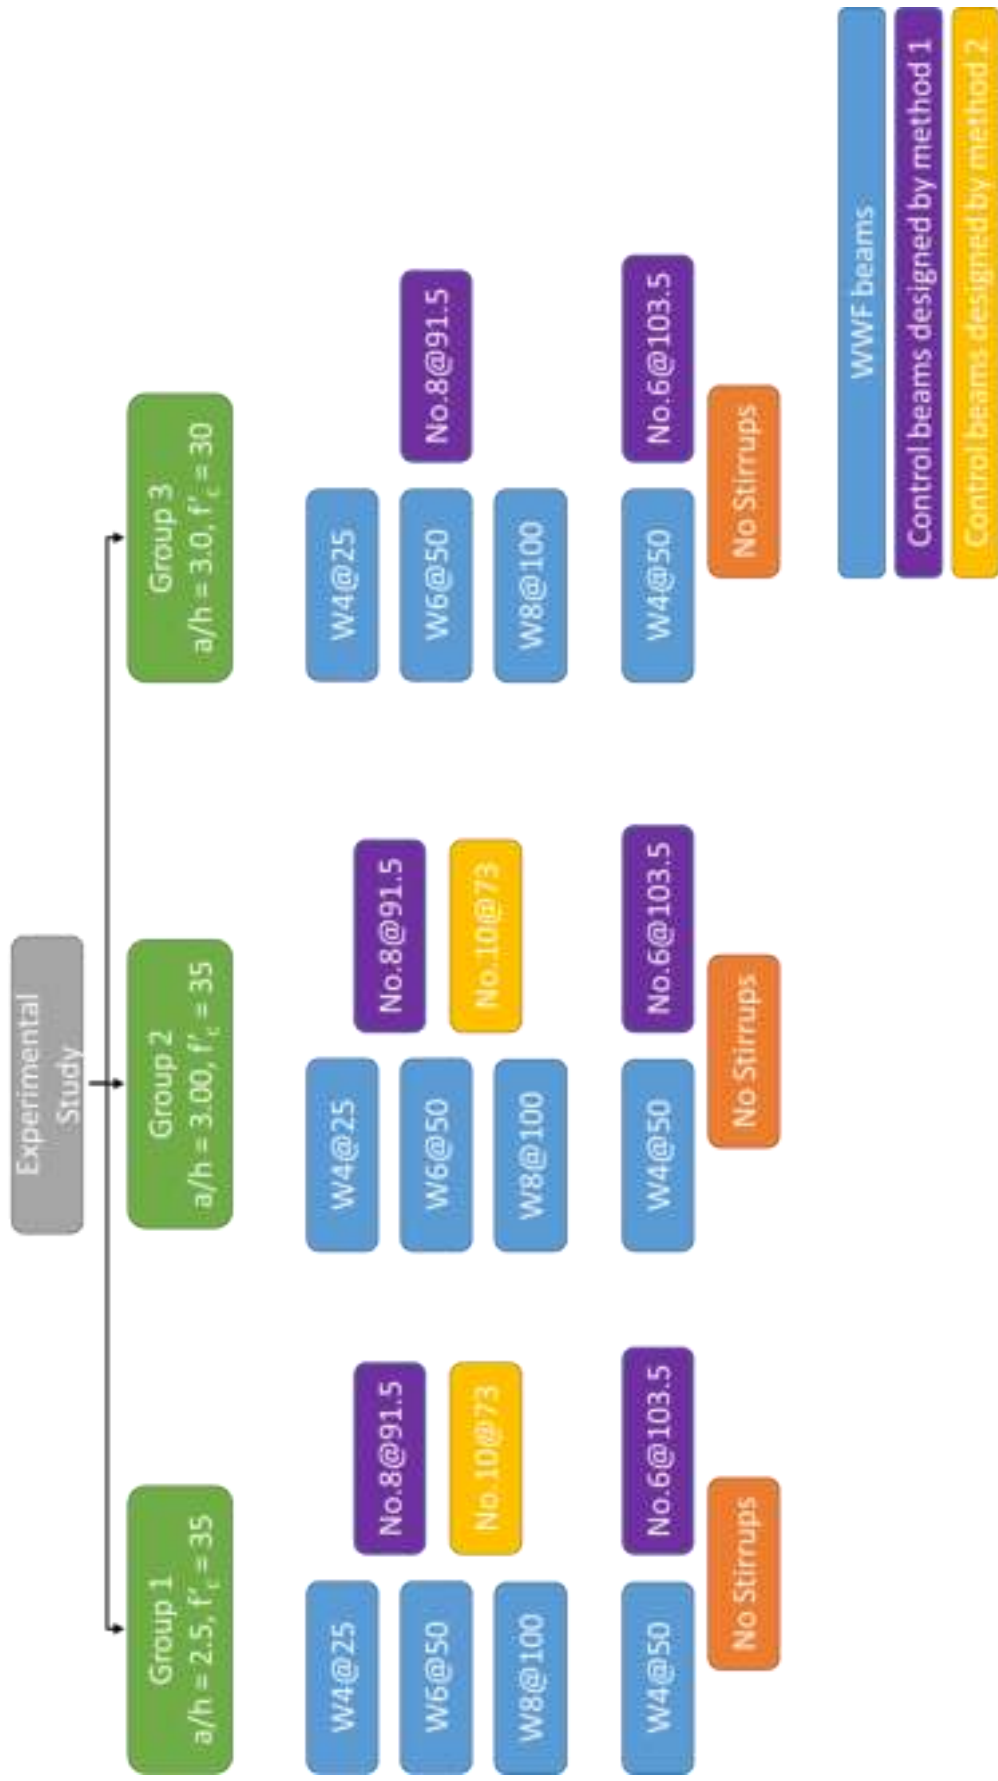 Experimental
Study
Group 1
a/h = 2.5, f'c = 35
Group 2
a/h = 3.00, f'c = 35
Group 3
a/h = 3.0, f'c = 30
W4@25
W6@50
W8@100
No.8@91.5
No.10@73
W4@50
No.6@103.5
No Stirrups
W4@25
W6@50
W8@100
No.8@91.5
No.10@73
W4@50
No.6@103.5
No Stirrups
W4@25
W6@50
W8@100
No.8@91.5
W4@50
No.6@103.5
No Stirrups
WWF beams
Control beams designed by method 1
Control beams designed by method 2